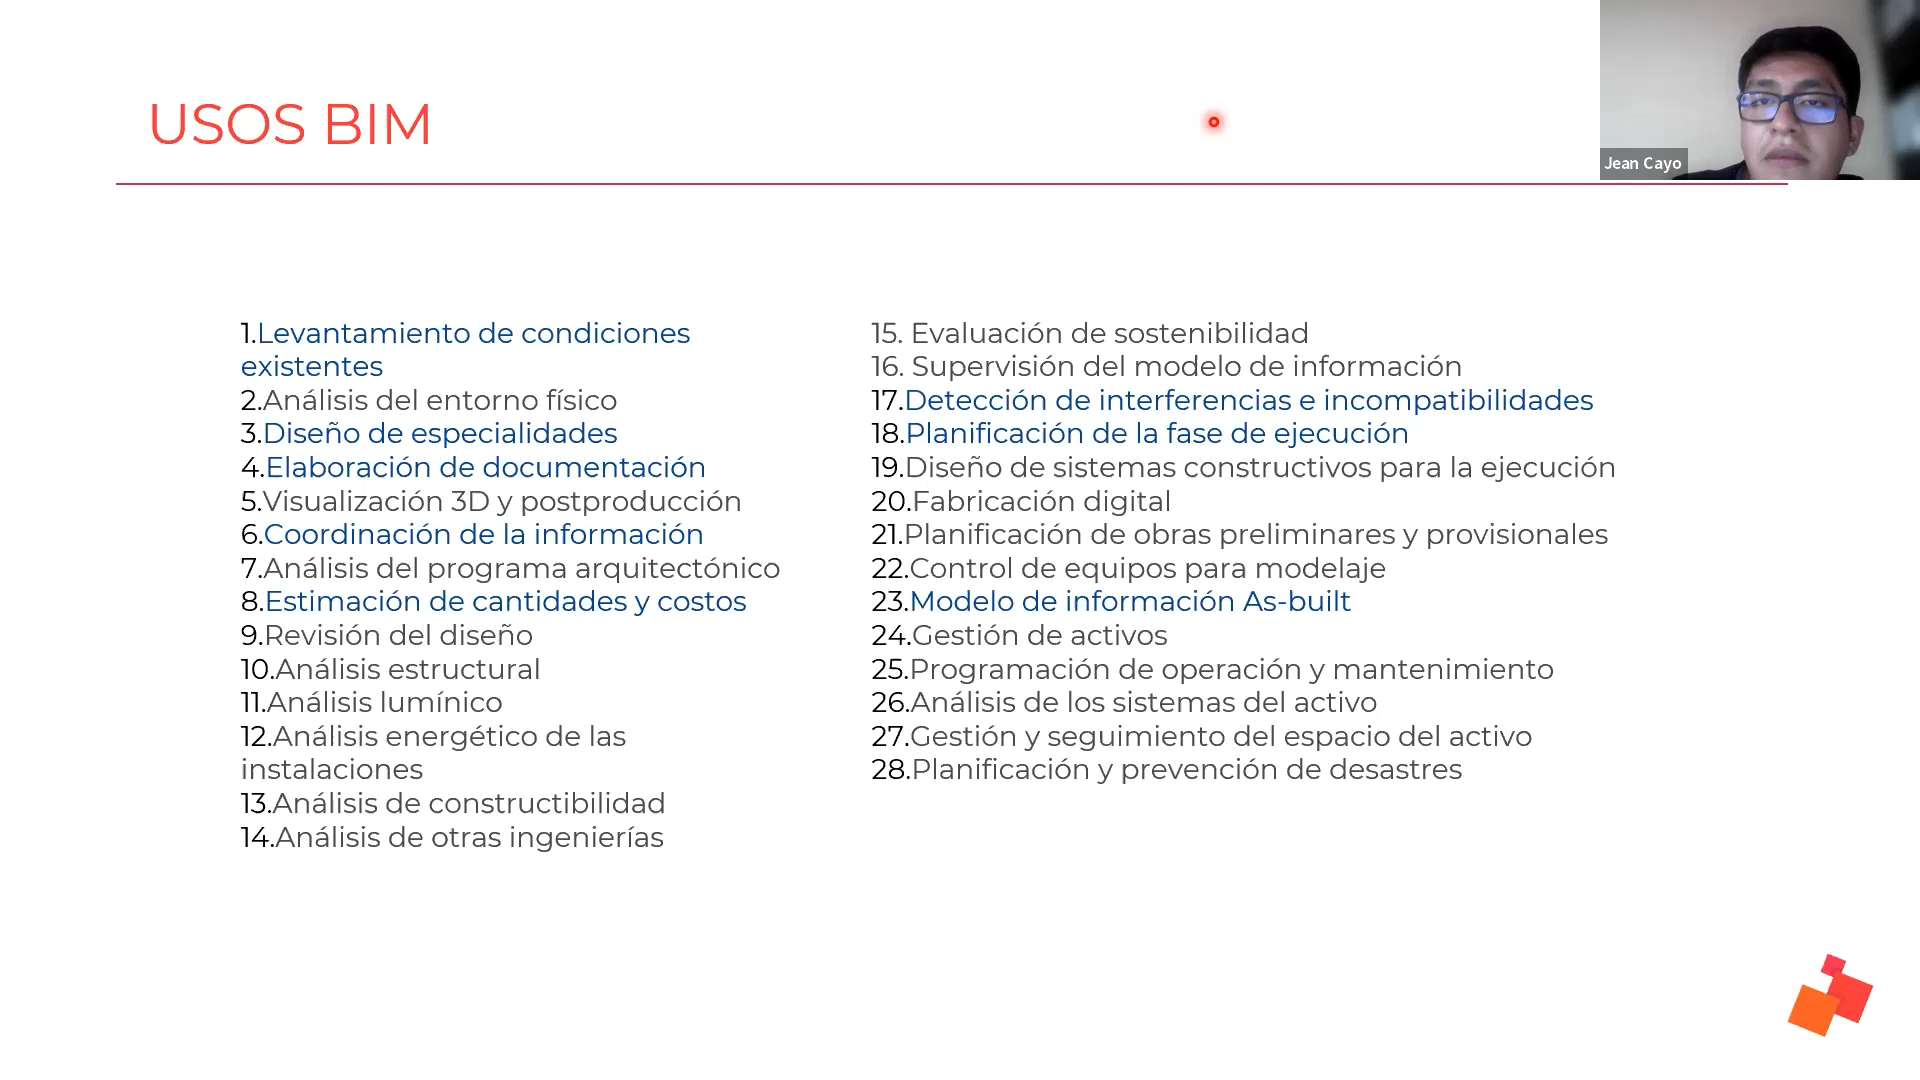 USOS BIM
Jean Cayo
1.Levantamiento de condiciones
existentes
2.Análisis del entorno físico
3.Diseño de especialidades
4.Elaboración de documentación
5.Visualización 3D y postproducción
6.Coordinación de la información
7.Análisis del programa arquitectónico
8.Estimación de cantidades y costos
9.Revisión del diseño
10.Análisis estructural
11.Análisis lumínico
12.Análisis energético de las
instalaciones
13.Análisis de constructibilidad
14.Análisis de otras ingenierías
15. Evaluación de sostenibilidad
16. Supervisión del modelo de información
17.Detección de interferencias e incompatibilidades
18.Planificación de la fase de ejecución
19.Diseño de sistemas constructivos para la ejecución
20.Fabricación digital
21.Planificación de obras preliminares y provisionales
22.Control de equipos para modelaje
23.Modelo de información As-built
24.Gestión de activos
25.Programación de operación y mantenimiento
26.Análisis de los sistemas del activo
27.Gestión y seguimiento del espacio del activo
28.Planificación y prevención de desastres